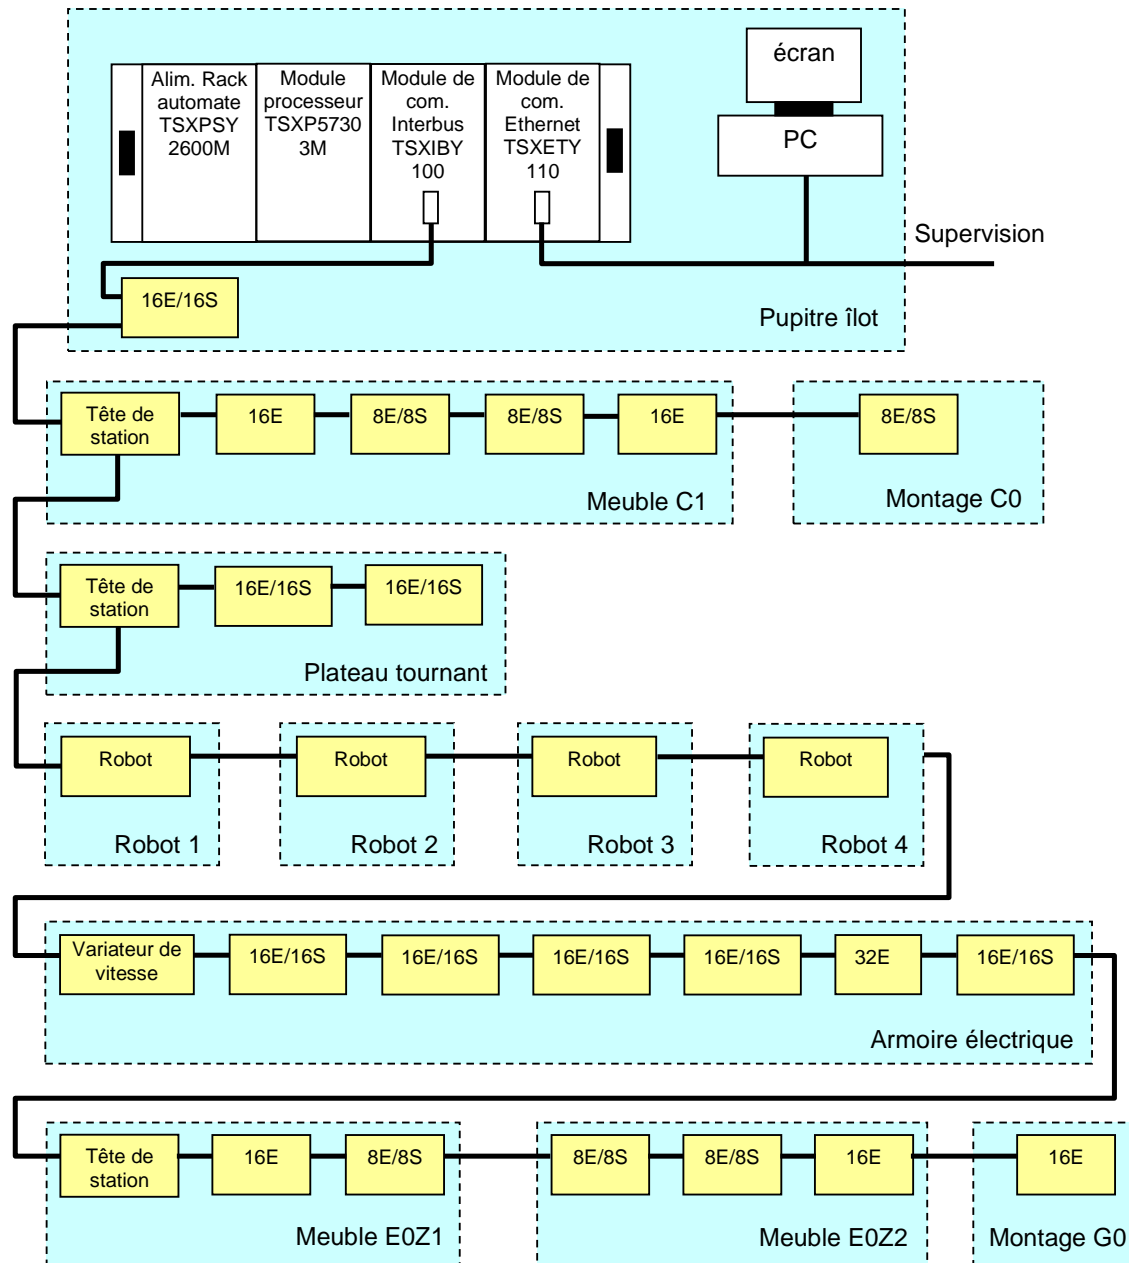 Alim. Rack
automate
TSXPSY
2600M
Module
processeur
TSXP5730
3M
Module de
com.
Interbus
TSXIBY
100
Module de
com.
Ethernet
TSXETY
110
écran
PC
Supervision
16E/16S
Pupitre îlot
Tête de
station
16E
8E/8S
8E/8S
16E
8E/8S
Meuble C1
Montage C0
Tête de
station
16E/16S
16E/16S
Plateau tournant
Robot
Robot
Robot
Robot
Robot 1
Robot 2
Robot 3
Robot 4
Variateur de
vitesse
16E/16S
16E/16S
16E/16S
16E/16S
32E
16E/16S
Armoire électrique
Tête de
station
16E
8E/8S
8E/8S
8E/8S
16E
16E
Meuble E0Z1
Meuble E0Z2
Montage G0